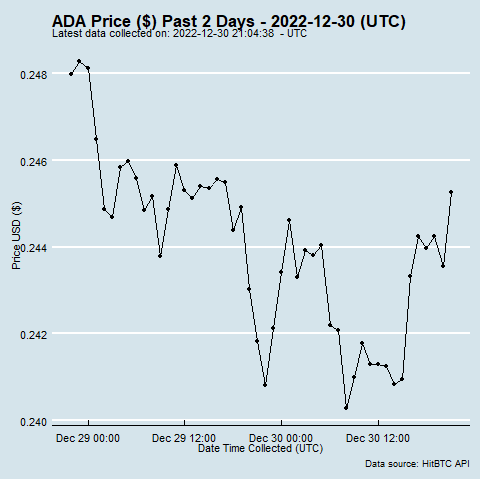 ADA Price ($) Past 2 Days - 2022-12-30 (UTC)
Latest data collected on: 2022-12-30 21:04:38 - UTC
0.248
0.246
0.244
0.242
0.240
Price USD ($)
Dec 29 00:00 Dec 29 12:00 Dec 30 00:00 Dec 30 12:00
Date Time Collected (UTC)
Data source: HitBTC API